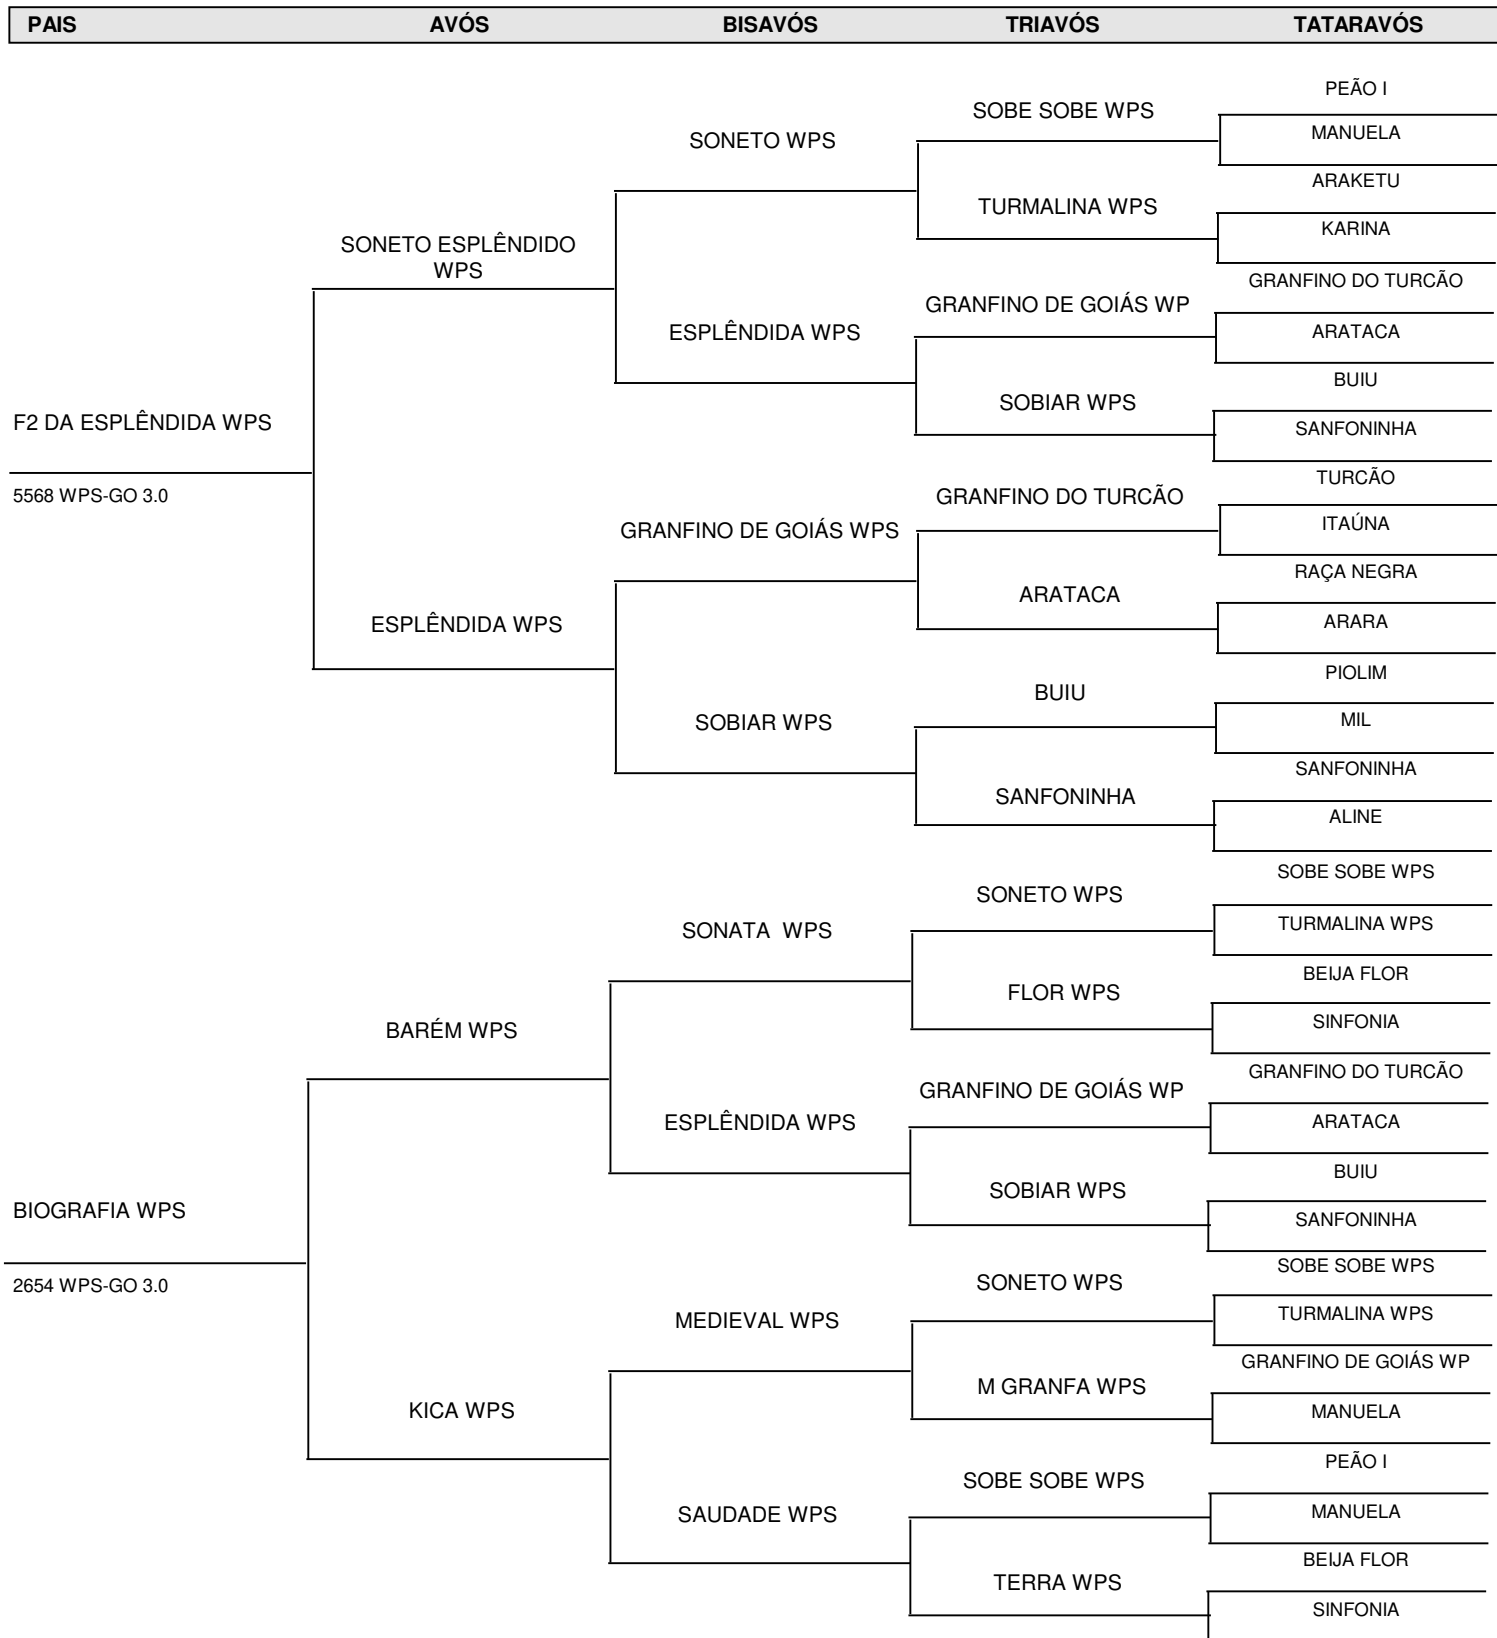 PAIS AVÓS BISAVÓS TRIAVÓS TATARAVÓS
PEÃO I
SOBE SOBE WPS
MANUELA
SONETO WPS
ARAKETU
TURMALINA WPS
KARINA
SONETO ESPLÊNDIDO
WPS
GRANFINO DO TURCÃO
GRANFINO DE GOIÁS WP
ARATACA
ESPLÊNDIDA WPS
BUIU
SOBIAR WPS
SANFONINHA
F2 DA ESPLÊNDIDA WPS
5568 WPS-GO 3.0
TURCÃO
GRANFINO DO TURCÃO
ITAÚNA
GRANFINO DE GOIÁS WPS
RAÇA NEGRA
ARATACA
ARARA
ESPLÊNDIDA WPS
PIOLIM
BUIU
MIL
SOBIAR WPS
SANFONINHA
SANFONINHA
ALINE
SOBE SOBE WPS
SONETO WPS
TURMALINA WPS
SONATA WPS
BEIJA FLOR
FLOR WPS
SINFONIA
BARÉM WPS
GRANFINO DO TURCÃO
GRANFINO DE GOIÁS WP
ARATACA
ESPLÊNDIDA WPS
BUIU
SOBIAR WPS
SANFONINHA
BIOGRAFIA WPS
2654 WPS-GO 3.0
SOBE SOBE WPS
SONETO WPS
TURMALINA WPS
MEDIEVAL WPS
GRANFINO DE GOIÁS WP
M GRANFA WPS
MANUELA
KICA WPS
PEÃO I
SOBE SOBE WPS
MANUELA
SAUDADE WPS
BEIJA FLOR
TERRA WPS
SINFONIA